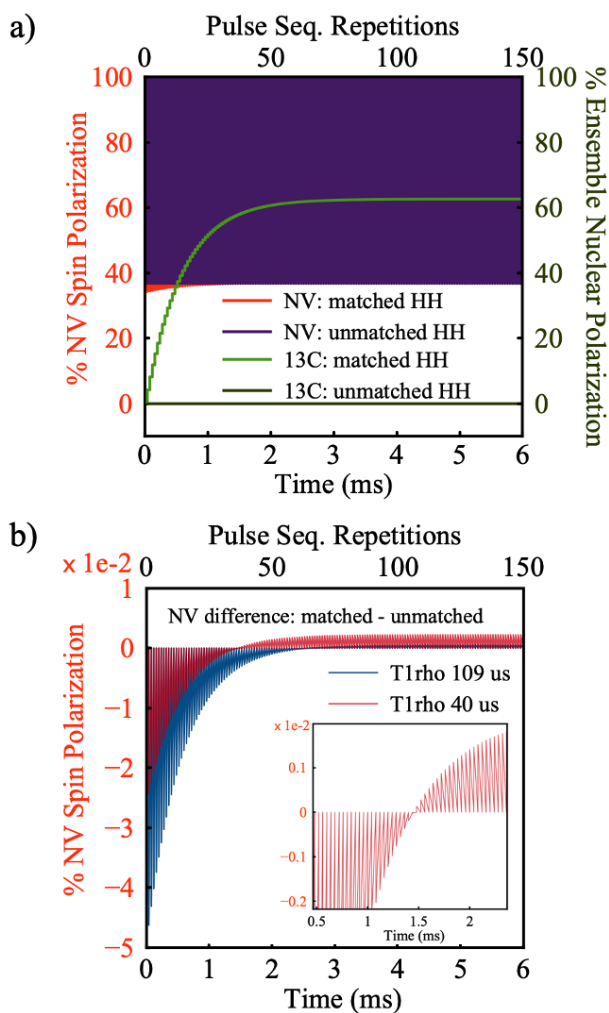 a)
Pulse Seq. Repetitions
0 50 100 150
100 100
80 80
60 60
40 40
20 20
0 0
% NV Spin Polarization
% Ensemble Nuclear Polarization
NV: matched HH
NV: unmatched HH
13C: matched HH
13C: unmatched HH
0 1 2 3 4 5 6
Time (ms)
b)
Pulse Seq. Repetitions
x 1e-2
0 50 100 150
1
0
−1
−2
−3
−4
−5
% NV Spin Polarization
NV difference: matched - unmatched
T1rho 109 us
T1rho 40 us
x 1e-2
0.1
0
−0.1
−0.2
0.5 1 1.5 2
Time (ms)
0 1 2 3 4 5 6
Time (ms)